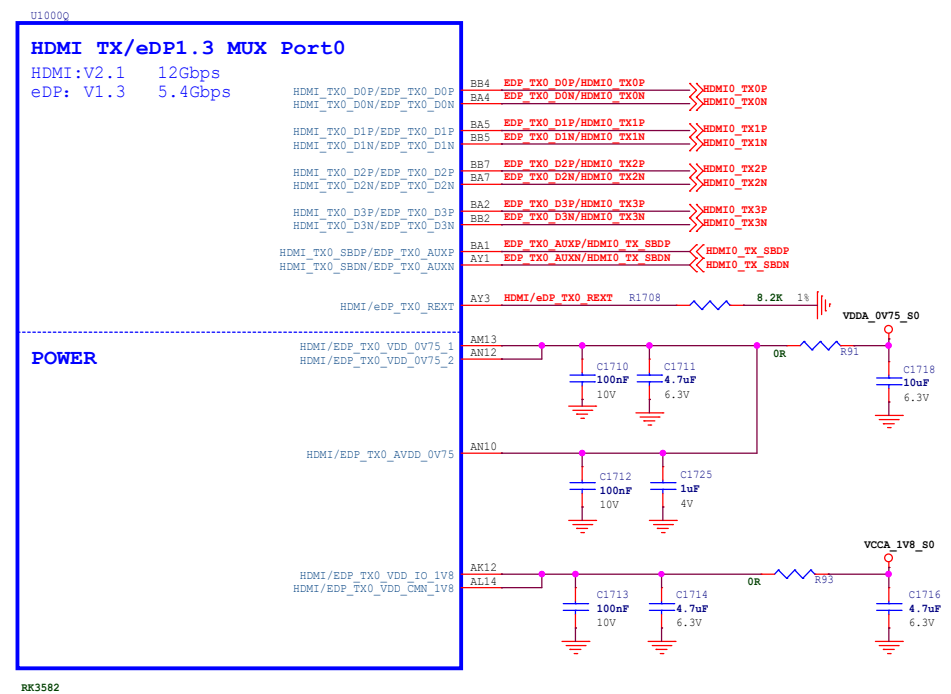 U1000Q
HDMI TX/eDP1.3 MUX Port0
HDMI:V2.1 12Gbps
eDP: V1.3 5.4Gbps
HDMI_TX0_D0P/EDP_TX0_D0P BB4 EDP_TX0_D0P/HDMI0_TX0P HDMI0_TX0P
HDMI_TX0_D0N/EDP_TX0_D0N BA4 EDP_TX0_D0N/HDMI0_TX0N HDMI0_TX0N
HDMI_TX0_D1P/EDP_TX0_D1P BA5 EDP_TX0_D1P/HDMI_TX1P HDMI0_TX1P
HDMI_TX0_D1N/EDP_TX0_D1N BB5 EDP_TX0_D1N/HDMI_TX1N HDMI0_TX1N
HDMI_TX0_D2P/EDP_TX0_D2P BB7 EDP_TX0_D2P/HDMI_TX2P HDMI0_TX2P
HDMI_TX0_D2N/EDP_TX0_D2N BA7 EDP_TX0_D2N/HDMI_TX2N HDMI0_TX2N
HDMI_TX0_D3P/EDP_TX0_D3P BA2 EDP_TX0_D3P/HDMI_TX3P HDMI0_TX3P
HDMI_TX0_D3N/EDP_TX0_D3N BB2 EDP_TX0_D3N/HDMI_TX3N HDMI0_TX3N
HDMI_TX0_SBDP/EDP_TX0_AUXP BA1 EDP_TX0_AUXP/HDMI0_TX_SBDP HDMI0_TX_SBDP
HDMI_TX0_SBDN/EDP_TX0_AUXN AY1 EDP_TX0_AUXN/HDMI0_TX_SBDN HDMI0_TX_SBDN
HDMI/eDP_TX0_REXT AY3 HDMI/eDP_TX0_REXT R1708 8.2K 1%
VDDA_0V75_S0
POWER
HDMI/EDP_TX0_VDD_0V75_1 AM13
HDMI/EDP_TX0_VDD_0V75_2 AN12
0R R91
C1710 C1711 C1718
100nF 4.7uF 10uF
10V 6.3V 6.3V
HDMI/EDP_TX0_AVDD_0V75 AN10
C1712 C1725
100nF 1uF
10V 4V
VCCA_1V8_S0
HDMI/EDP_TX0_VDD_IO_1V8 AK12
HDMI/EDP_TX0_VDD_CMN_1V8 AL14
0R R93
C1713 C1714 C1716
100nF 4.7uF 4.7uF
10V 6.3V 6.3V
RK3582